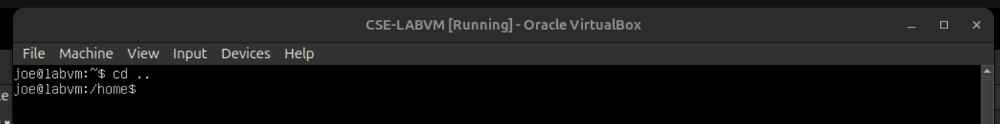 CSE-LABVM [Running] - Oracle VirtualBox
File Machine View Input Devices Help
joe@labvm:~$ cd ..
joe@labvm:/home$